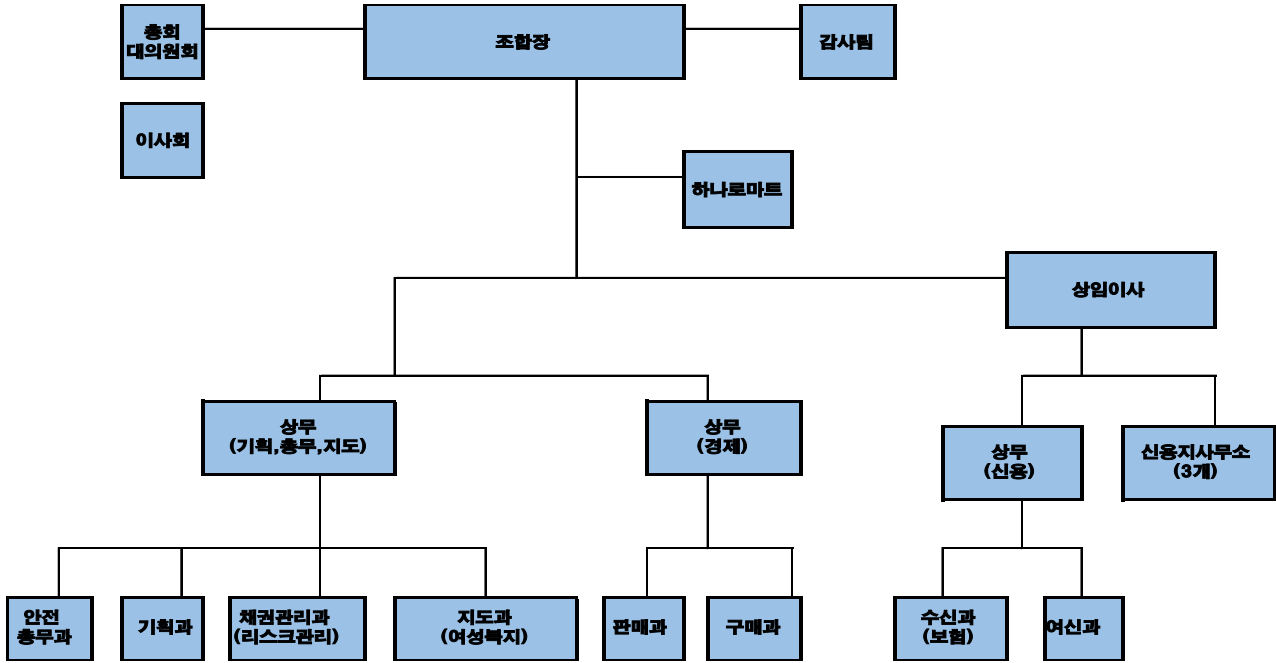 총회
대의원회
조합장
감사팀
이사회
하나로마트
상임이사
상무
(기획,총무,지도)
상무
(경제)
상무
(신용)
신용지사무소
(3개)
안전
총무과
기획과
채권관리과
(리스크관리)
지도과
(여성복지)
판매과
구매과
수신과
(보험)
여신과